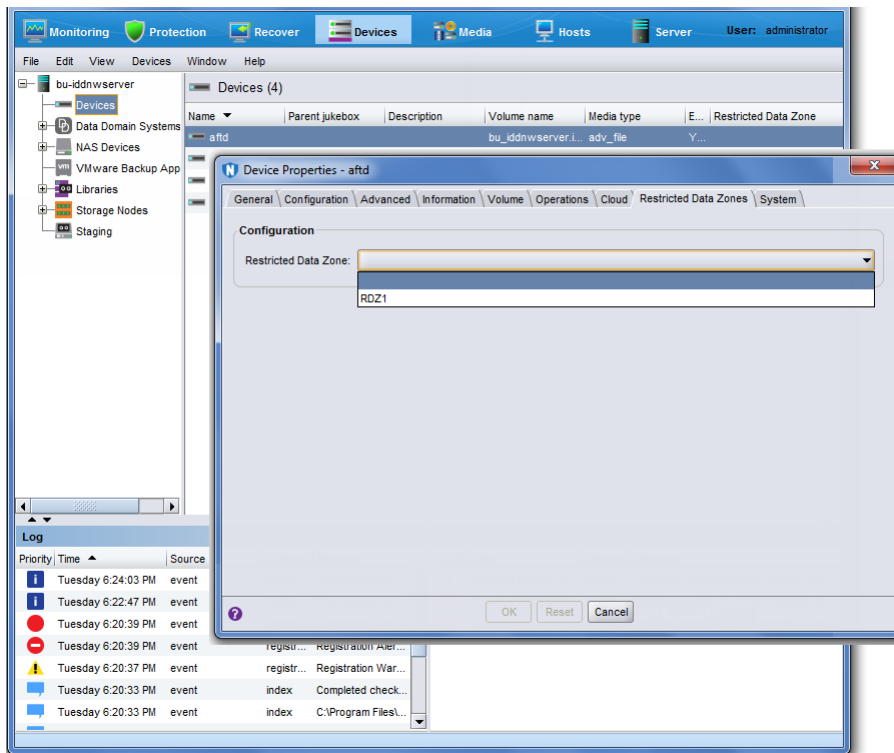 Monitoring Protection Recover Devices Media Hosts Server User: administrator
File Edit View Devices Window Help
bu-iddnwserver
Devices
Data Domain Systems
NAS Devices
VMware Backup App
Libraries
Storage Nodes
Staging
Devices (4)
Name Parent jukebox Description Volume name Media type E... Restricted Data Zone
aftd bu_iddnwserver.i... adv_file Y...
Device Properties - aftd
General Configuration Advanced Information Volume Operations Cloud Restricted Data Zones System
Configuration
Restricted Data Zone:
RDZ1
OK Reset Cancel
Log
Priority Time Source
Tuesday 6:24:03 PM event
Tuesday 6:22:47 PM event
Tuesday 6:20:39 PM event
Tuesday 6:20:39 PM event registr... Registration Aler...
Tuesday 6:20:37 PM event registr... Registration War...
Tuesday 6:20:33 PM event index Completed check...
Tuesday 6:20:33 PM event index C:\Program Files\...